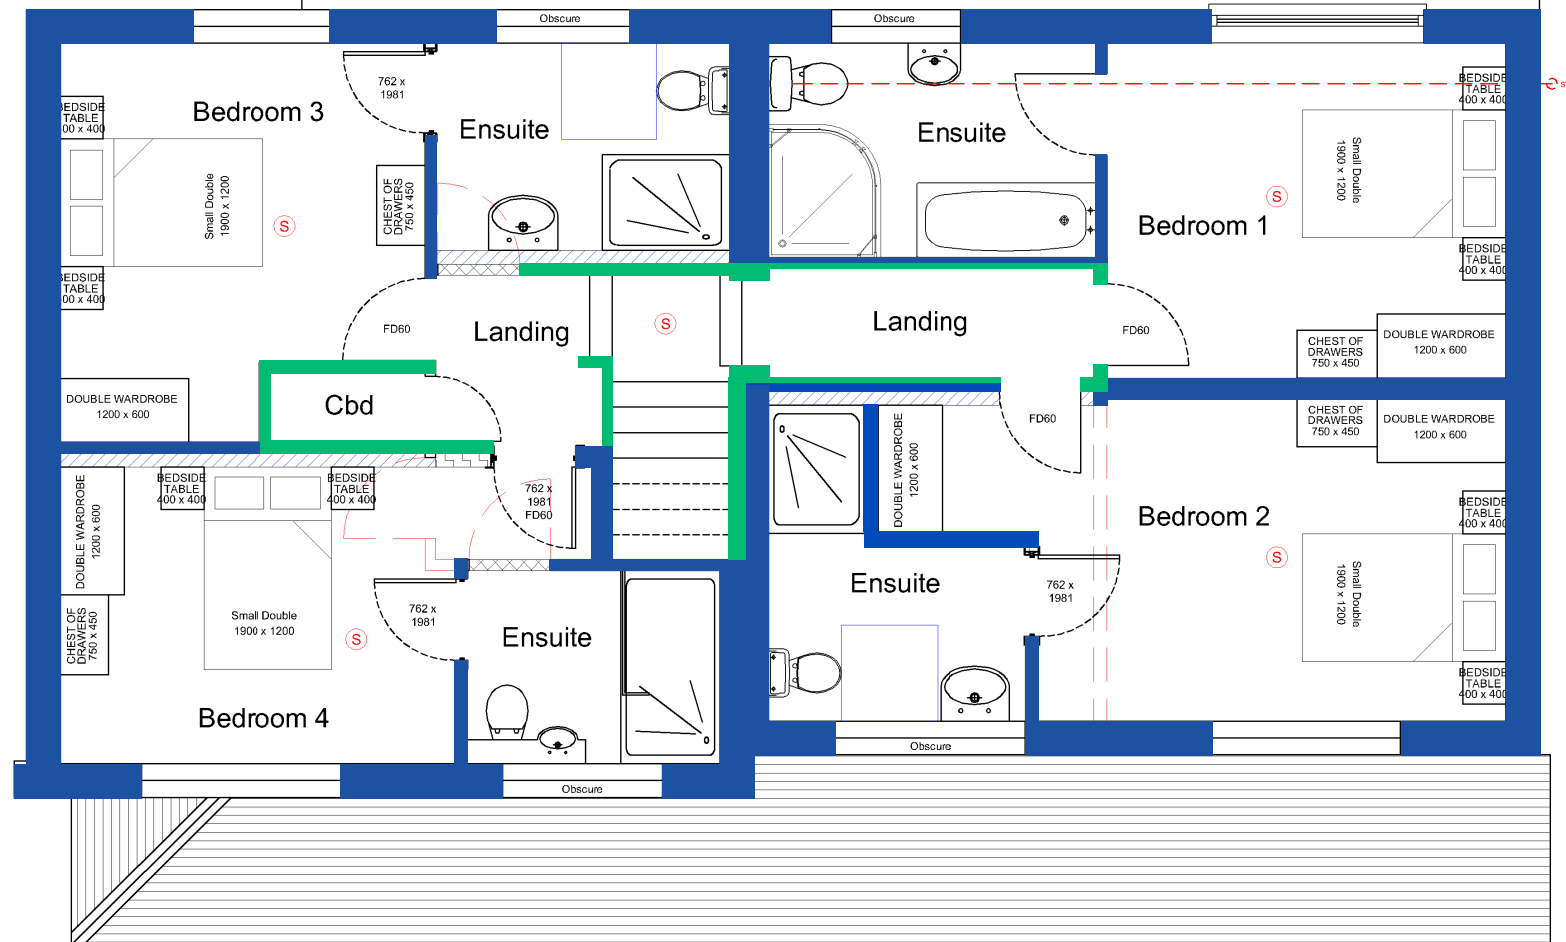 Obscure
Obscure
BEDSIDE
TABLE
400 x 400
Bedroom 3
762 x
1981
Ensuite
Ensuite
BEDSIDE
TABLE
400 x 400
S
Small Double
1900 x 1200
CHEST OF
DRAWERS
750 x 450
S
Small Double
1900 x 1200
S
Bedroom 1
BEDSIDE
TABLE
400 x 400
BEDSIDE
TABLE
400 x 400
FD60
Landing
S
Landing
FD60
CHEST OF
DRAWERS
750 x 450
DOUBLE WARDROBE
1200 x 600
DOUBLE WARDROBE
1200 x 600
Cbd
FD60
CHEST OF
DRAWERS
750 x 450
DOUBLE WARDROBE
1200 x 600
DOUBLE WARDROBE
1200 x 600
BEDSIDE
TABLE
400 x 400
BEDSIDE
TABLE
400 x 400
762 x
1981
FD60
DOUBLE WARDROBE
1200 x 600
Bedroom 2
BEDSIDE
TABLE
400 x 400
S
Small Double
1900 x 1200
CHEST OF
DRAWERS
750 x 450
Small Double
1900 x 1200
S
762 x
1981
Ensuite
Ensuite
762 x
1981
BEDSIDE
TABLE
400 x 400
Bedroom 4
Obscure
Obscure